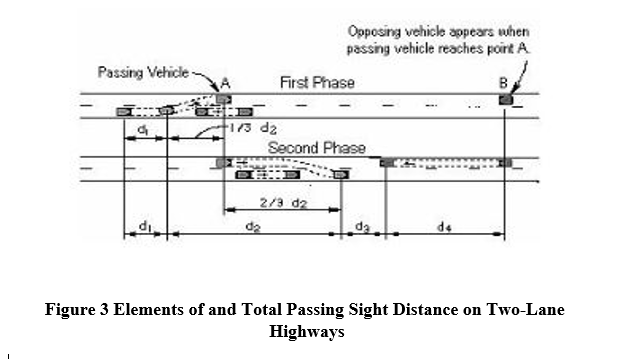 Opposing vehicle appears when
passing vehicle reaches point A.
Passing Vehicle
A
First Phase
B
d₁
1/3 d₂
Second Phase
2/3 d₂
d₁
d₂
d₃
d₄
Figure 3 Elements of and Total Passing Sight Distance on Two-Lane
Highways